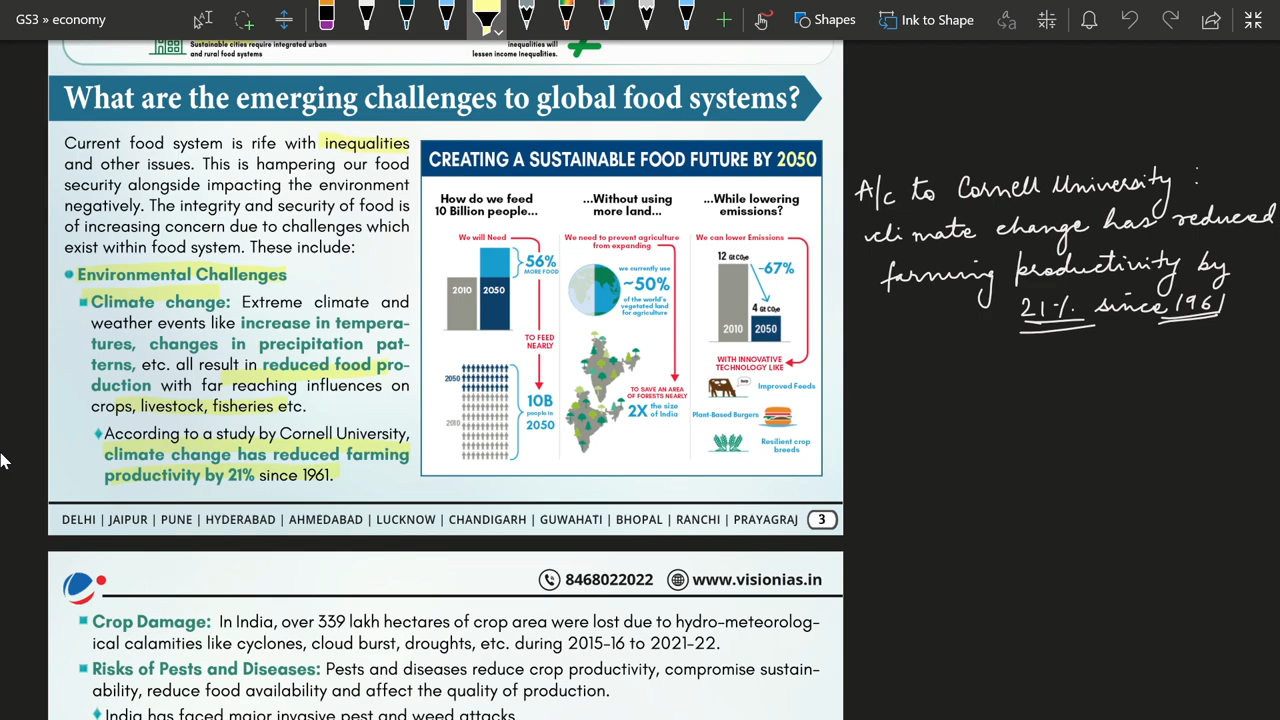 GS3 » economy
Shapes
Ink to Shape
Sustainable cities require integrated urban
and rural food systems
inequalities will
lessen income inequalities.
What are the emerging challenges to global food systems?
Current food system is rife with inequalities
and other issues. This is hampering our food
security alongside impacting the environment
negatively. The integrity and security of food is
of increasing concern due to challenges which
exist within food system. These include:
Environmental Challenges
Climate change: Extreme climate and
weather events like increase in tempera-
tures, changes in precipitation pat-
terns, etc. all result in reduced food pro-
duction with far reaching influences on
crops, livestock, fisheries etc.
According to a study by Cornell University,
climate change has reduced farming
productivity by 21% since 1961.
CREATING A SUSTAINABLE FOOD FUTURE BY 2050
How do we feed
10 Billion people...
We will Need
56%
MORE FOOD
2010
2050
TO FEED
NEARLY
2050
2010
10B
people in
2050
...Without using
more land...
We need to prevent agriculture
from expanding
we currently use
~50%
of the world's
vegetated land
for agriculture
TO SAVE AN AREA
OF FORESTS NEARLY
2X the size
of India
...While lowering
emissions?
We can lower Emissions
12 Gt CO₂e
-67%
4 Gt CO₂e
2010
2050
WITH INNOVATIVE
TECHNOLOGY LIKE
Improved Feeds
Plant-Based Burgers
Resilient crop
breeds
A/c to Cornell University :
climate change has reduced
farming productivity by
21% since 1961
DELHI | JAIPUR | PUNE | HYDERABAD | AHMEDABAD | LUCKNOW | CHANDIGARH | GUWAHATI | BHOPAL | RANCHI | PRAYAGRAJ 3
8468022022 www.visionias.in
Crop Damage: In India, over 339 lakh hectares of crop area were lost due to hydro-meteorolog-
ical calamities like cyclones, cloud burst, droughts, etc. during 2015-16 to 2021-22.
Risks of Pests and Diseases: Pests and diseases reduce crop productivity, compromise sustain-
ability, reduce food availability and affect the quality of production.
India has faced major invasive pest and weed attacks